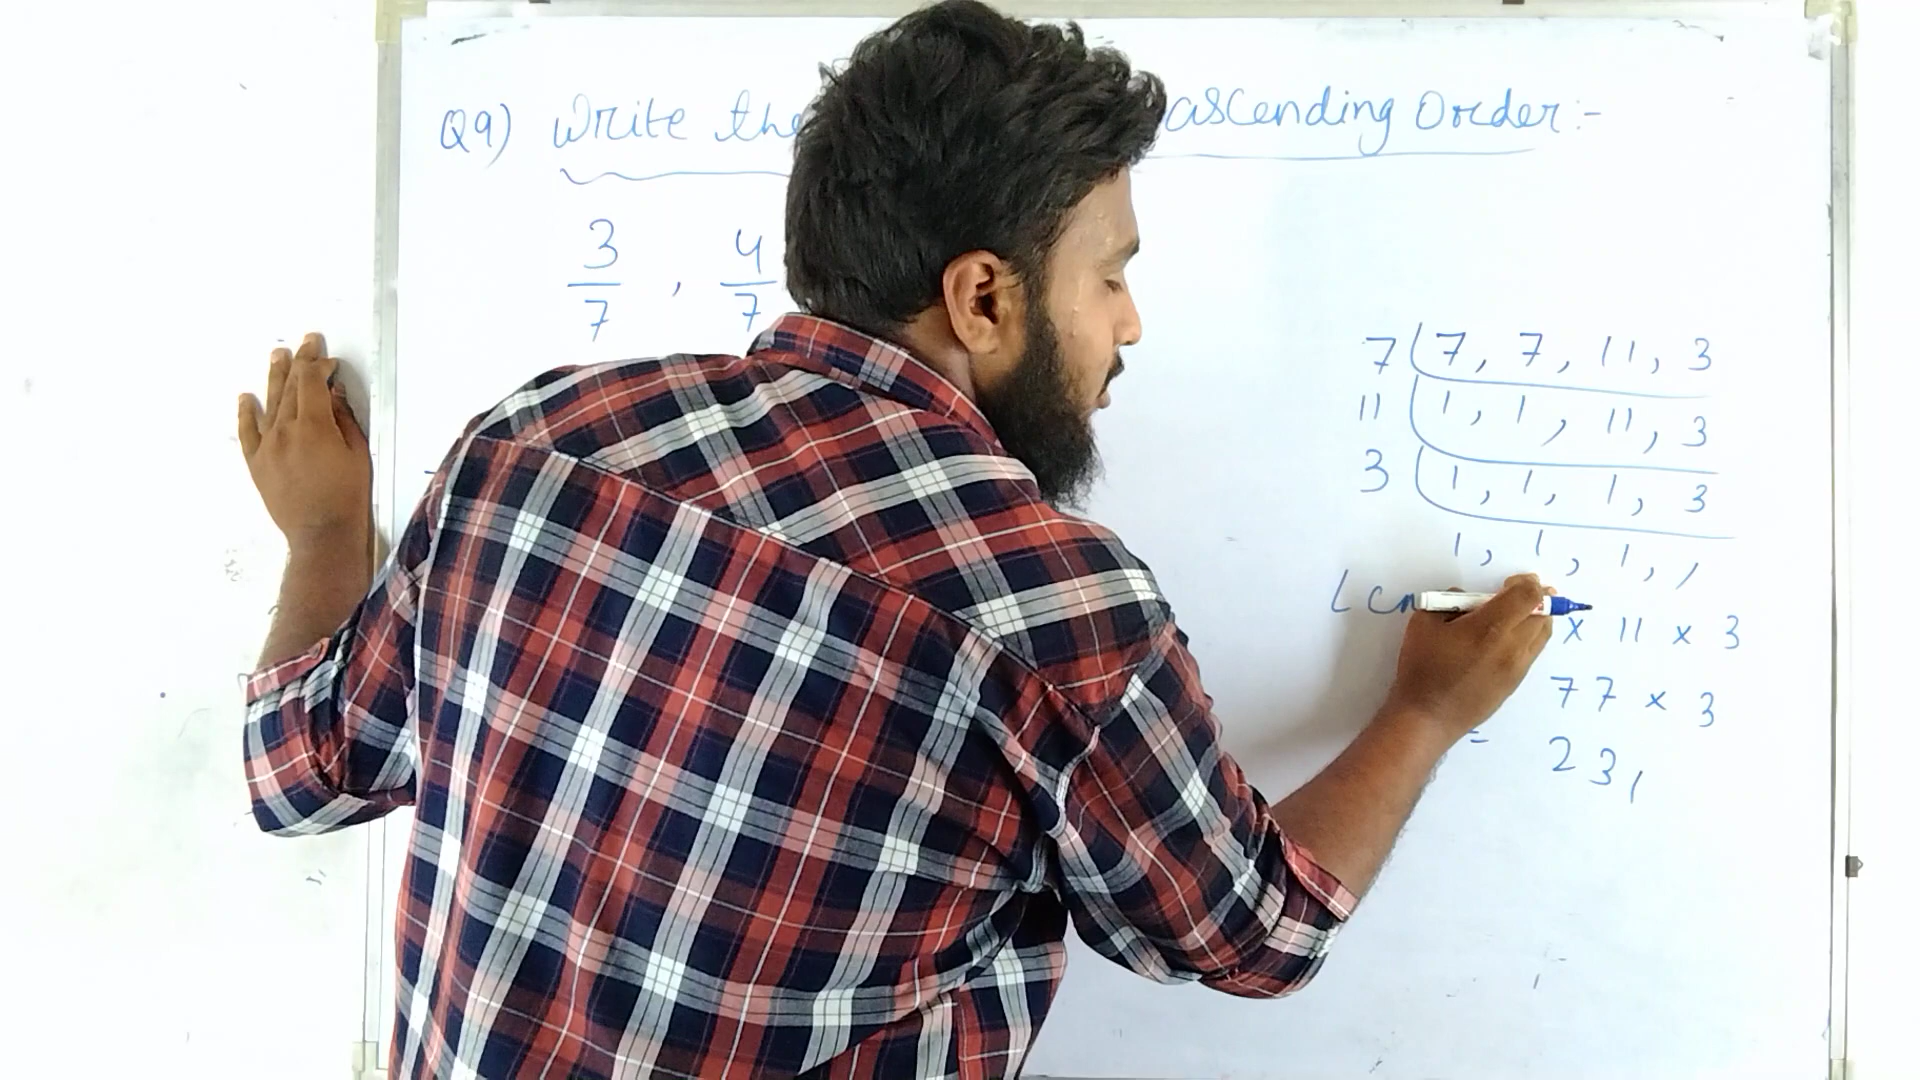 Q9) Write the ascending Order:-
3/7 , 4/7
7 ( 7, 7, 11, 3
11 ( 1, 1, 11, 3
3 ( 1, 1, 1, 3
1, 1, 1, 1
x 11 x 3
77 x 3
= 231